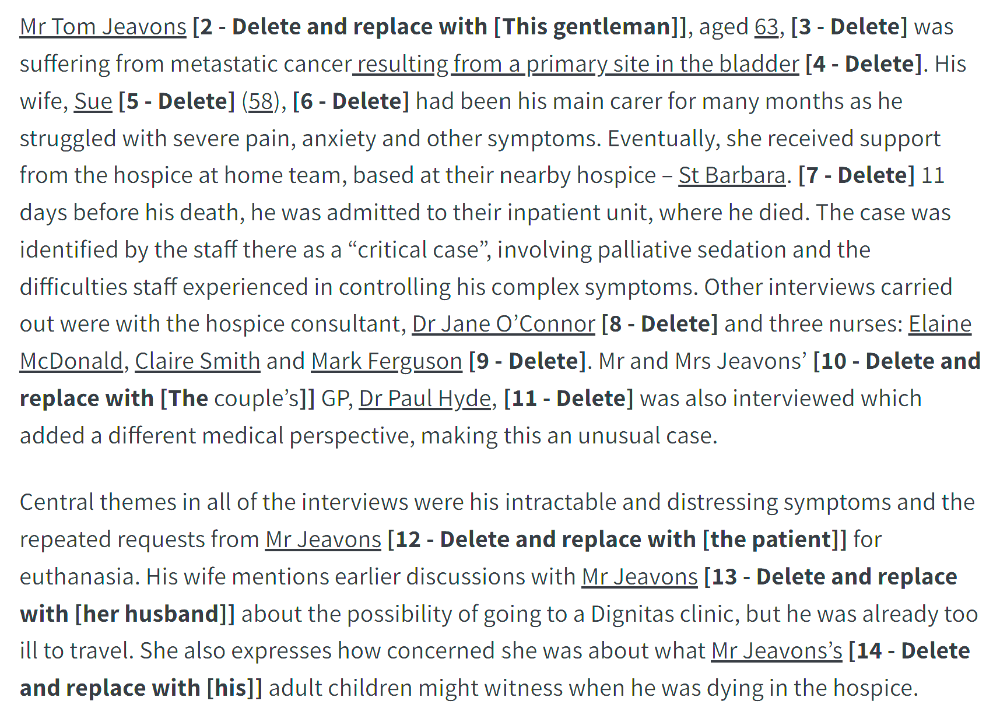 Mr Tom Jeavons [2 - Delete and replace with [This gentleman]], aged 63, [3 - Delete] was
suffering from metastatic cancer resulting from a primary site in the bladder [4 - Delete]. His
wife, Sue [5 - Delete] (58), [6 - Delete] had been his main carer for many months as he
struggled with severe pain, anxiety and other symptoms. Eventually, she received support
from the hospice at home team, based at their nearby hospice – St Barbara. [7 - Delete] 11
days before his death, he was admitted to their inpatient unit, where he died. The case was
identified by the staff there as a “critical case”, involving palliative sedation and the
difficulties staff experienced in controlling his complex symptoms. Other interviews carried
out were with the hospice consultant, Dr Jane O’Connor [8 - Delete] and three nurses: Elaine
McDonald, Claire Smith and Mark Ferguson [9 - Delete]. Mr and Mrs Jeavons’ [10 - Delete and
replace with [The couple’s]] GP, Dr Paul Hyde, [11 - Delete] was also interviewed which
added a different medical perspective, making this an unusual case.
Central themes in all of the interviews were his intractable and distressing symptoms and the
repeated requests from Mr Jeavons [12 - Delete and replace with [the patient]] for
euthanasia. His wife mentions earlier discussions with Mr Jeavons [13 - Delete and replace
with [her husband]] about the possibility of going to a Dignitas clinic, but he was already too
ill to travel. She also expresses how concerned she was about what Mr Jeavons’s [14 - Delete
and replace with [his]] adult children might witness when he was dying in the hospice.